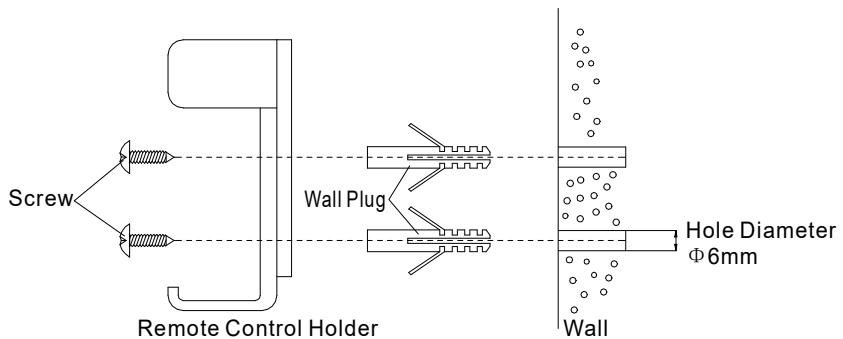 Screw
Wall Plug
Hole Diameter
Φ6mm
Remote Control Holder
Wall